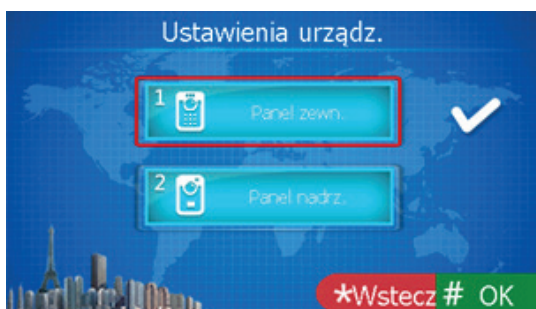 Ustawienia urządz.
1 Panel zewn.
2 Panel nadrz.
*Wstecz # OK